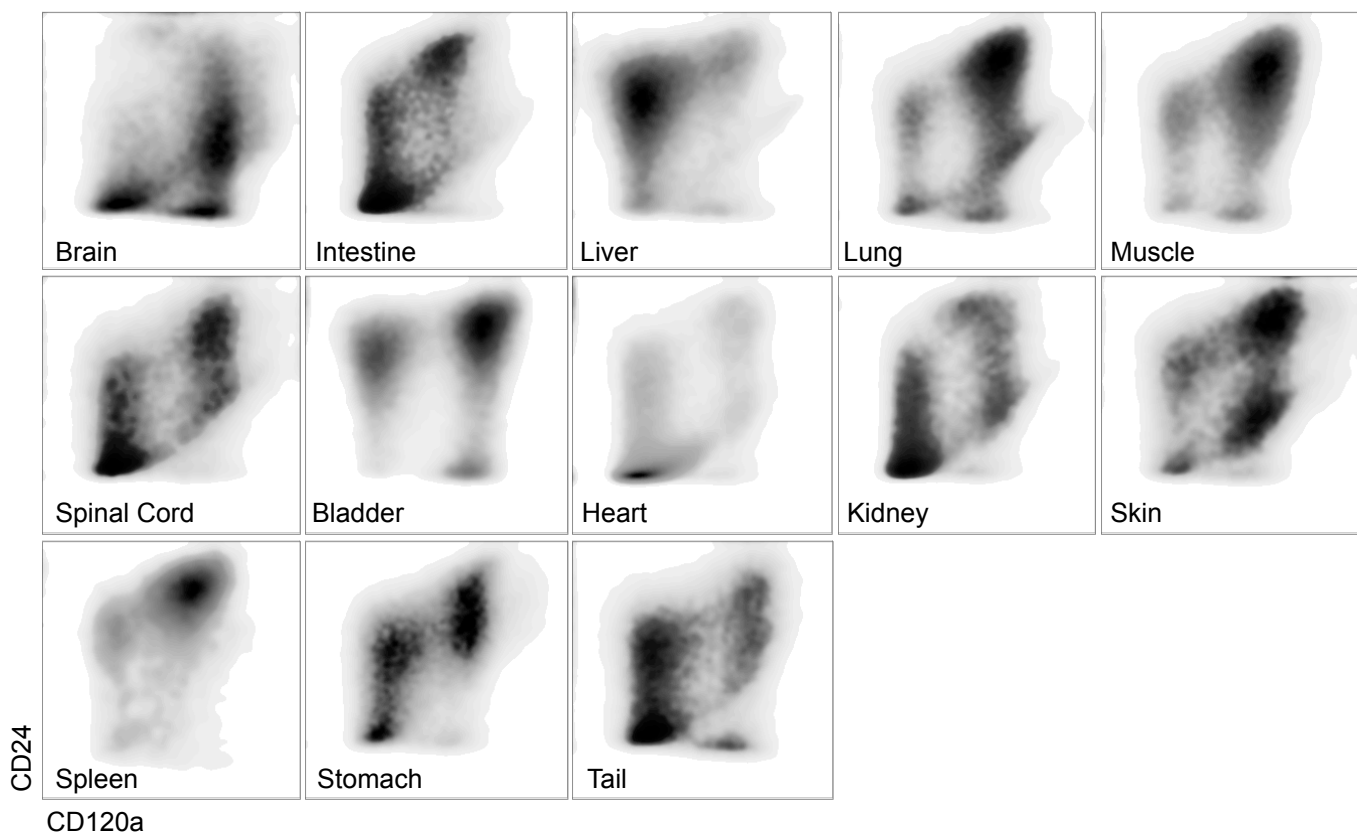 Brain
Intestine
Liver
Lung
Muscle
Spinal Cord
Bladder
Heart
Kidney
Skin
Spleen
Stomach
Tail
CD24
CD120a